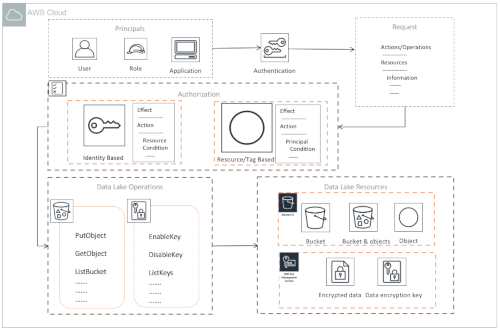 AWS Cloud
Principals
User
Role
Application
Authentication
Request
Actions/Operations
Resources
Information
Authorization
Identity Based
Effect
Action
Resource
Condition
Resource/Tag Based
Effect
Action
Principal
Condition
Data Lake Operations
PutObject
GetObject
ListBucket
EnableKey
DisableKey
ListKeys
Data Lake Resources
Bucket
Bucket & objects
Object
Encrypted data
Data encryption key